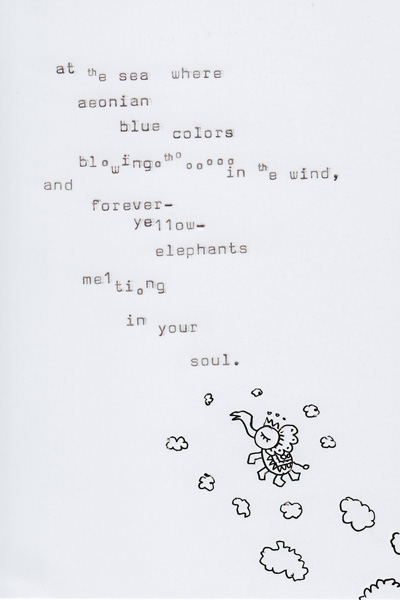 at the sea where
aeonian
blue colors
blowingotho ooooo in the wind,
and
forever-
ye11ow-
elephants
me1tiong
in your
soul.